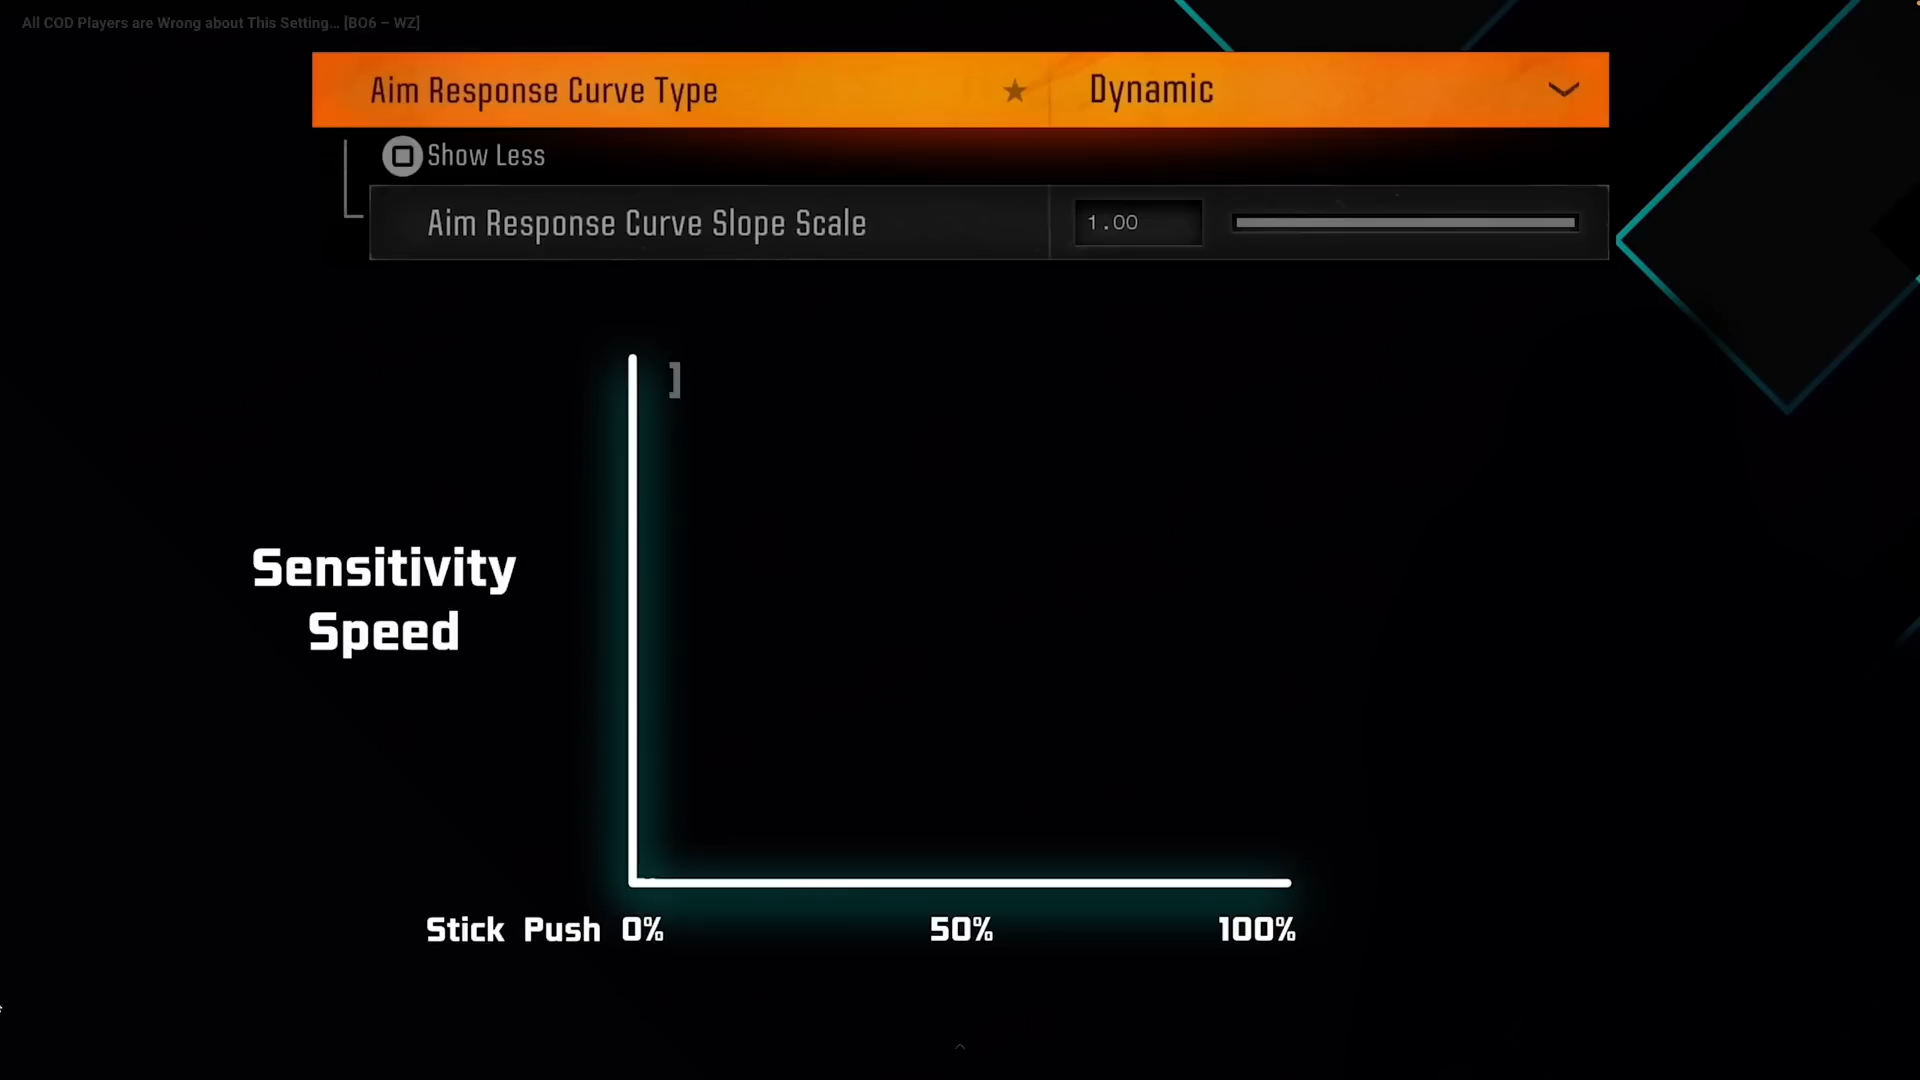 All COD Players are Wrong about This Setting... [BO6 – WZ]
Aim Response Curve Type ★ Dynamic
Show Less
Aim Response Curve Slope Scale 1.00
]
Sensitivity
Speed
Stick Push 0% 50% 100%